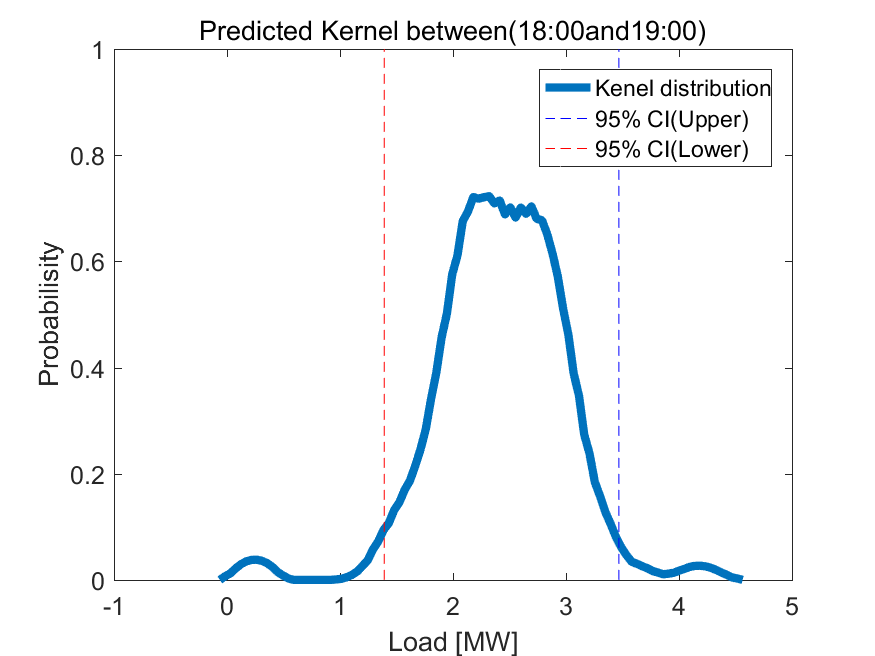 Predicted Kernel between(18:00and19:00)
Kenel distribution
95% CI(Upper)
95% CI(Lower)
Probabilisity
1
0.8
0.6
0.4
0.2
0
-1 0 1 2 3 4 5
Load [MW]